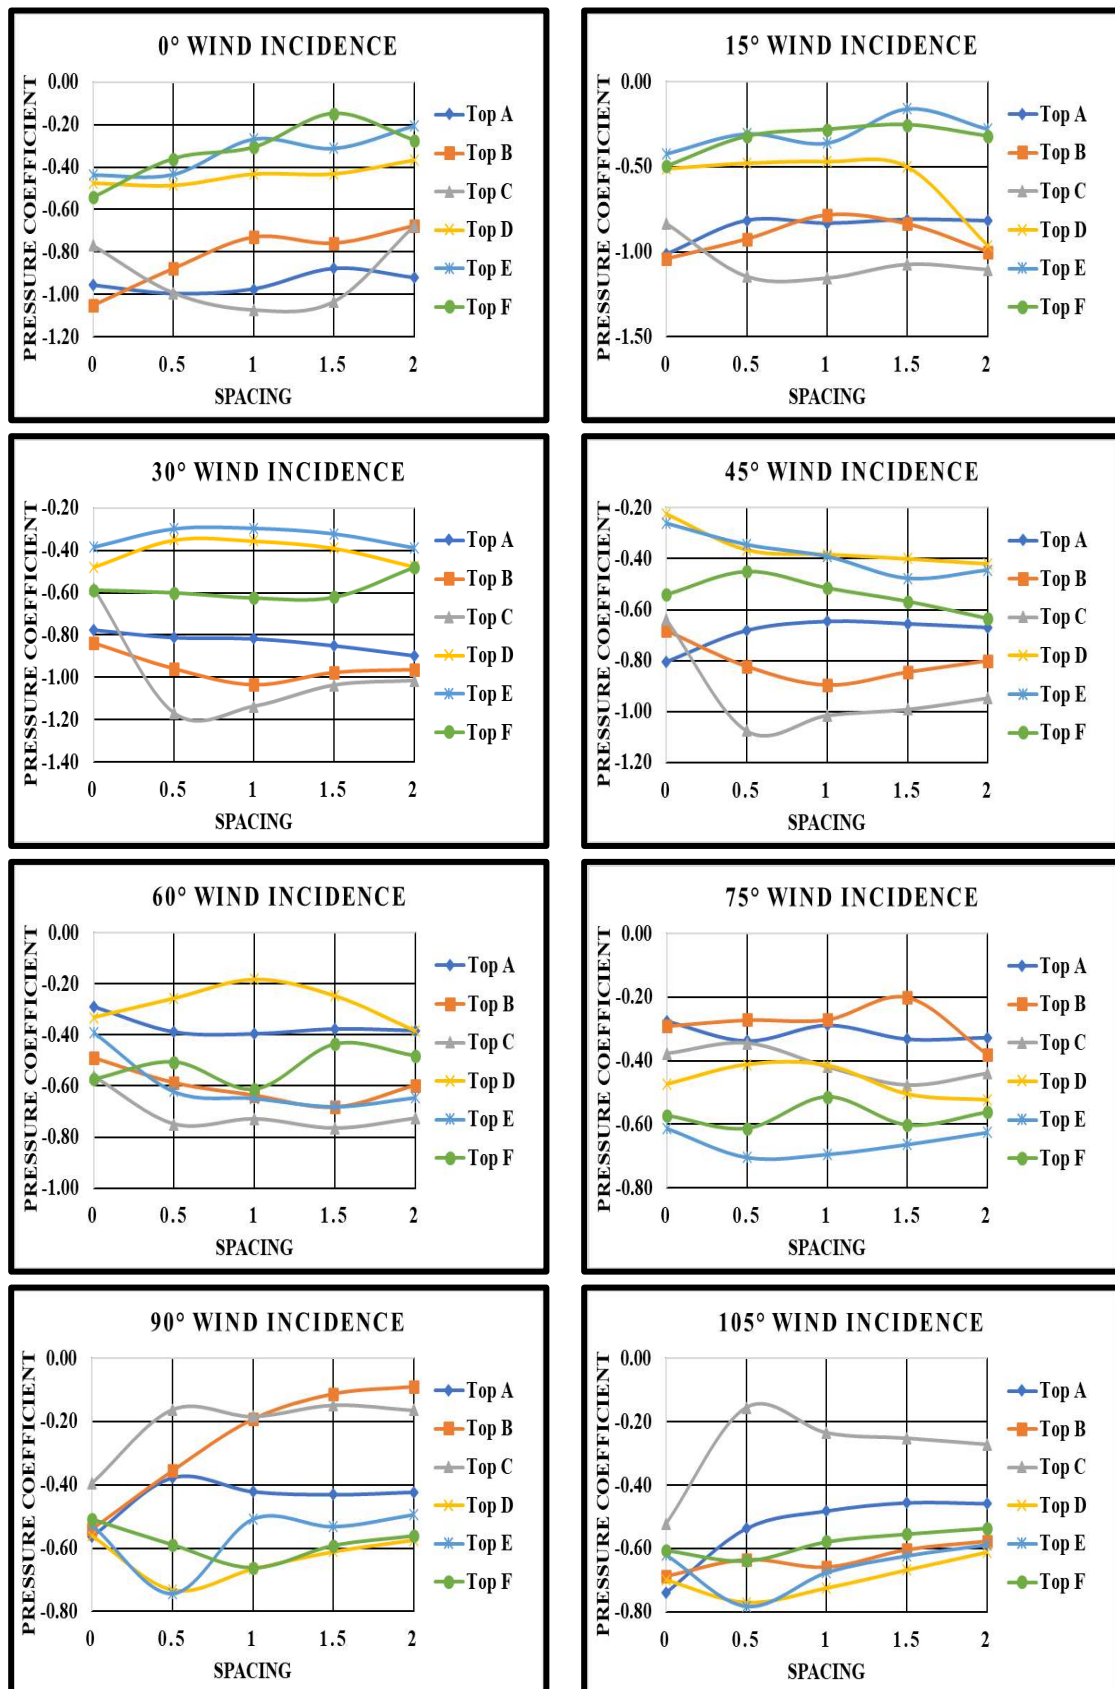 0° WIND INCIDENCE
PRESSURE COEFFICIENT
0.00
-0.20
-0.40
-0.60
-0.80
-1.00
-1.20
0 0.5 1 1.5 2
SPACING
Top A
Top B
Top C
Top D
Top E
Top F
15° WIND INCIDENCE
PRESSURE COEFFICIENT
0.00
-0.50
-1.00
-1.50
0 0.5 1 1.5 2
SPACING
Top A
Top B
Top C
Top D
Top E
Top F
30° WIND INCIDENCE
PRESSURE COEFFICIENT
-0.20
-0.40
-0.60
-0.80
-1.00
-1.20
-1.40
0 0.5 1 1.5 2
SPACING
Top A
Top B
Top C
Top D
Top E
Top F
45° WIND INCIDENCE
PRESSURE COEFFICIENT
-0.20
-0.40
-0.60
-0.80
-1.00
-1.20
0 0.5 1 1.5 2
SPACING
Top A
Top B
Top C
Top D
Top E
Top F
60° WIND INCIDENCE
PRESSURE COEFFICIENT
0.00
-0.20
-0.40
-0.60
-0.80
-1.00
0 0.5 1 1.5 2
SPACING
Top A
Top B
Top C
Top D
Top E
Top F
75° WIND INCIDENCE
PRESSURE COEFFICIENT
0.00
-0.20
-0.40
-0.60
-0.80
0 0.5 1 1.5 2
SPACING
Top A
Top B
Top C
Top D
Top E
Top F
90° WIND INCIDENCE
PRESSURE COEFFICIENT
0.00
-0.20
-0.40
-0.60
-0.80
0 0.5 1 1.5 2
SPACING
Top A
Top B
Top C
Top D
Top E
Top F
105° WIND INCIDENCE
PRESSURE COEFFICIENT
0.00
-0.20
-0.40
-0.60
-0.80
0 0.5 1 1.5 2
SPACING
Top A
Top B
Top C
Top D
Top E
Top F